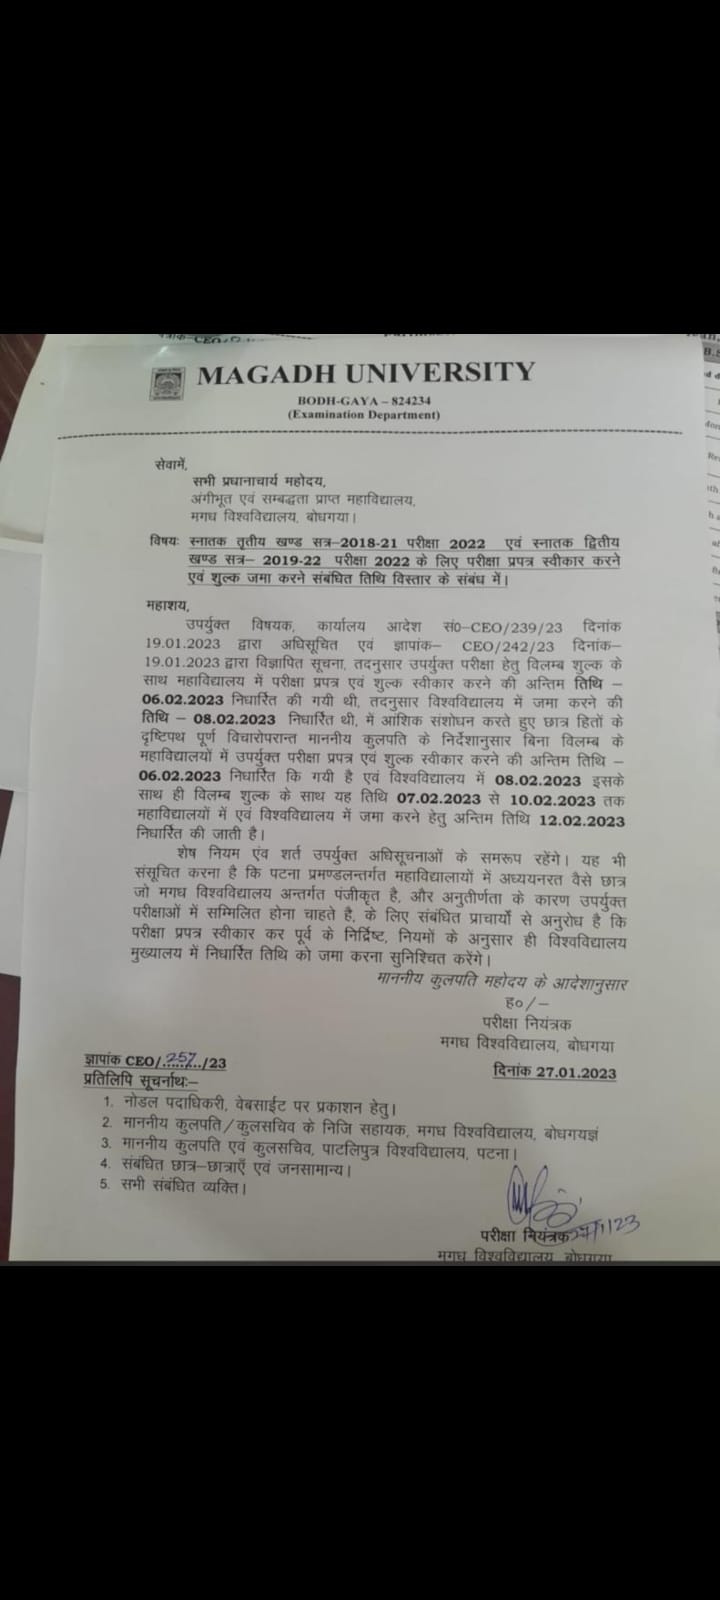 MAGADH UNIVERSITY
BODH-GAYA – 824234
(Examination Department)
सेवामें,
सभी प्रधानाचार्य महोदय,
अंगीभूत एवं सम्बद्धता प्राप्त महाविद्यालय,
मगध विश्वविद्यालय, बोधगया।
विषयः स्नातक तृतीय खण्ड सत्र–2018-21 परीक्षा 2022 एवं स्नातक द्वितीय
खण्ड सत्र– 2019-22 परीक्षा 2022 के लिए परीक्षा प्रपत्र स्वीकार करने
एवं शुल्क जमा करने संबंधित तिथि विस्तार के संबंध में।
महाशय,
उपर्युक्त विषयक, कार्यालय आदेश सं0–CEO/239/23 दिनांक
19.01.2023 द्वारा अधिसूचित एवं ज्ञापांक– CEO/242/23 दिनांक–
19.01.2023 द्वारा विज्ञापित सूचना, तदनुसार उपर्युक्त परीक्षा हेतु विलम्ब शुल्क के
साथ महाविद्यालय में परीक्षा प्रपत्र एवं शुल्क स्वीकार करने की अन्तिम तिथि –
06.02.2023 निर्धारित की गयी थी, तदनुसार विश्वविद्यालय में जमा करने की
तिथि – 08.02.2023 निर्धारित थी, में आंशिक संशोधन करते हुए छात्र हितों के
दृष्टिपथ पूर्ण विचारोपरान्त माननीय कुलपति के निर्देशानुसार बिना विलम्ब के
महाविद्यालयों में उपर्युक्त परीक्षा प्रपत्र एवं शुल्क स्वीकार करने की अन्तिम तिथि –
06.02.2023 निर्धारित कि गयी है एवं विश्वविद्यालय में 08.02.2023 इसके
साथ ही विलम्ब शुल्क के साथ यह तिथि 07.02.2023 से 10.02.2023 तक
महाविद्यालयों में एवं विश्वविद्यालय में जमा करने हेतु अन्तिम तिथि 12.02.2023
निर्धारित की जाती है।
शेष नियम एंव शर्त उपर्युक्त अधिसूचनाओं के समरूप रहेंगे। यह भी
संसूचित करना है कि पटना प्रमण्डलन्तर्गत महाविद्यालायों में अध्ययनरत वैसे छात्र
जो मगध विश्वविद्यालय अन्तर्गत पंजीकृत है, और अनुतीर्णता के कारण उपर्युक्त
परीक्षाओं में सम्मिलित होना चाहते है, के लिए संबंधित प्राचार्यों से अनुरोध है कि
परीक्षा प्रपत्र स्वीकार कर पूर्व के निर्दिष्ट, नियमों के अनुसार ही विश्वविद्यालय
मुख्यालय में निर्धारित तिथि को जमा करना सुनिश्चित करेंगे।
माननीय कुलपति महोदय के आदेशानुसार
ह0/–
परीक्षा नियंत्रक
मगध विश्वविद्यालय, बोधगया
ज्ञापांक CEO/.257../23
दिनांक 27.01.2023
प्रतिलिपि सूचर्नाथः–
1. नोडल पदाधिकरी, वेबसाईट पर प्रकाशन हेतु।
2. माननीय कुलपति/कुलसचिव के निजि सहायक, मगध विश्वविद्यालय, बोधगयज्ञं
3. माननीय कुलपति एवं कुलसचिव, पाटलिपुत्र विश्वविद्यालय, पटना।
4. संबंधित छात्र–छात्राएँ एवं जनसामान्य।
5. सभी संबंधित व्यक्ति।
परीक्षा नियंत्रक 27/1/23
मगध विश्वविद्यालय, बोधगया